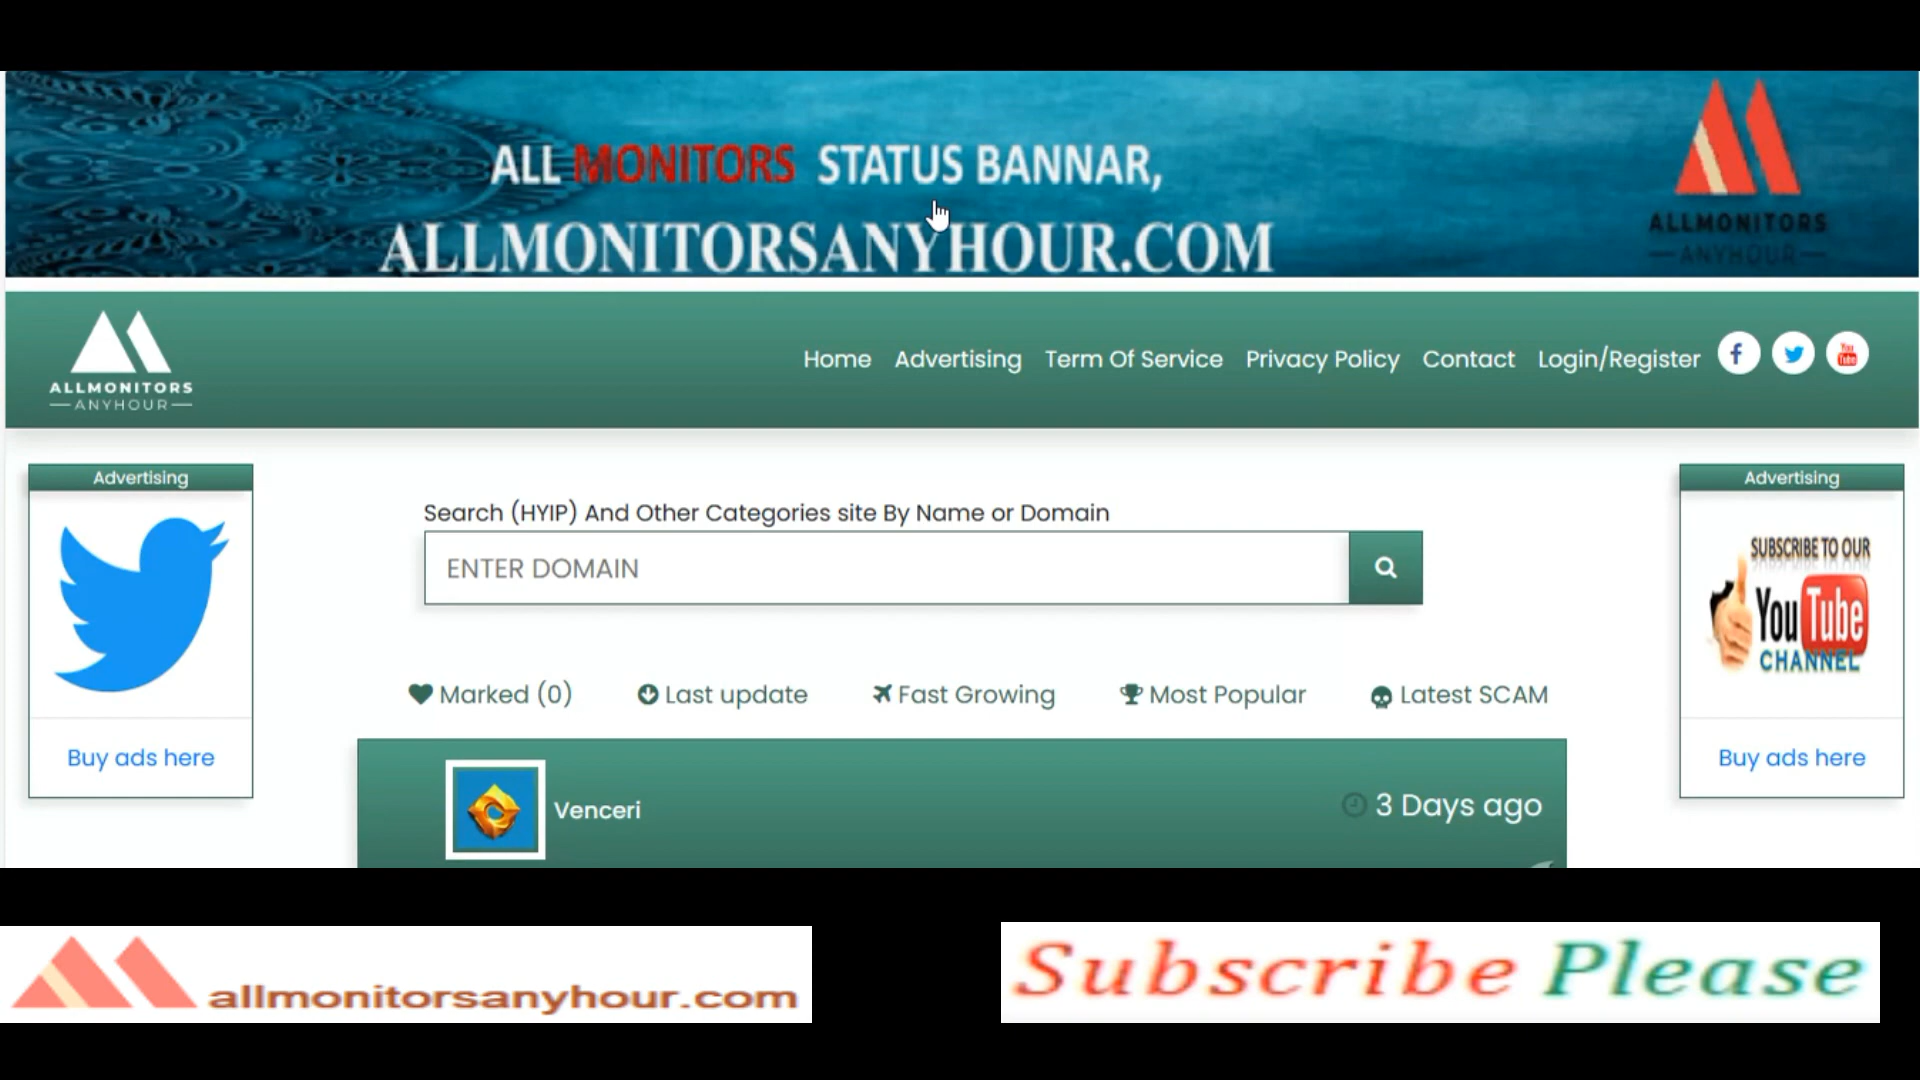 ALL MONITORS STATUS BANNAR,
ALLMONITORSANYHOUR.COM
ALLMONITORS
ANYHOUR
ALLMONITORS
ANYHOUR
Home Advertising Term Of Service Privacy Policy Contact Login/Register
You
Tube
Advertising
Buy ads here
Search (HYIP) And Other Categories site By Name or Domain
ENTER DOMAIN
Marked (0) Last update Fast Growing Most Popular Latest SCAM
Venceri
3 Days ago
Advertising
SUBSCRIBE TO OUR
YouTube
CHANNEL
Buy ads here
allmonitorsanyhour.com
Subscribe Please